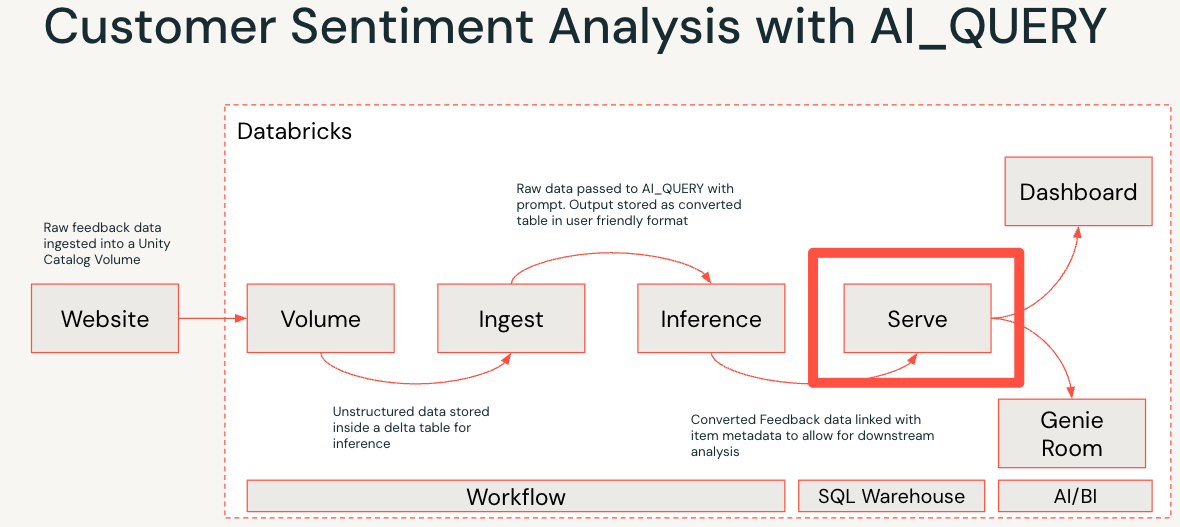 Customer Sentiment Analysis with AI_QUERY
Databricks
Raw data passed to AI_QUERY with
prompt. Output stored as converted
table in user friendly format
Dashboard
Raw feedback data
ingested into a Unity
Catalog Volume
Website
Volume
Ingest
Inference
Serve
Unstructured data stored
inside a delta table for
inference
Converted Feedback data linked with
item metadata to allow for downstream
analysis
Genie
Room
Workflow
SQL Warehouse
AI/BI